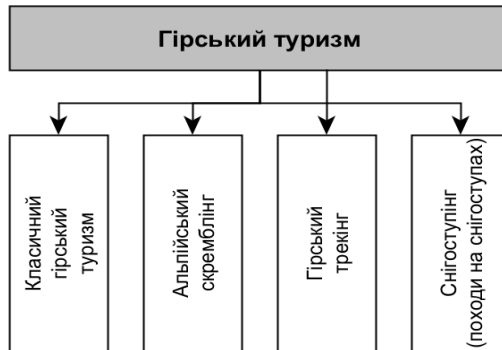 Гірський туризм
Класичний
гірський
туризм
Альпійський
скремблінг
Гірський
трекінг
Снігоступінг
(походи на снігоступах)